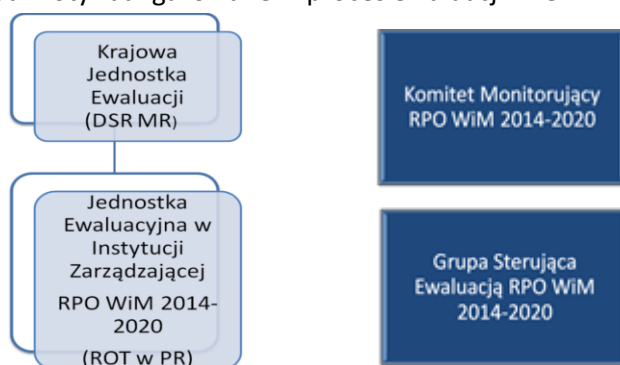 Krajowa
Jednostka
Ewaluacji
(DSR MR)
Jednostka
Ewaluacyjna w
Instytucji
Zarządzającej
RPO WiM 2014-
2020
(ROT w PR)
Komitet Monitorujący
RPO WiM 2014-2020
Grupa Sterująca
Ewaluacją RPO WiM
2014-2020